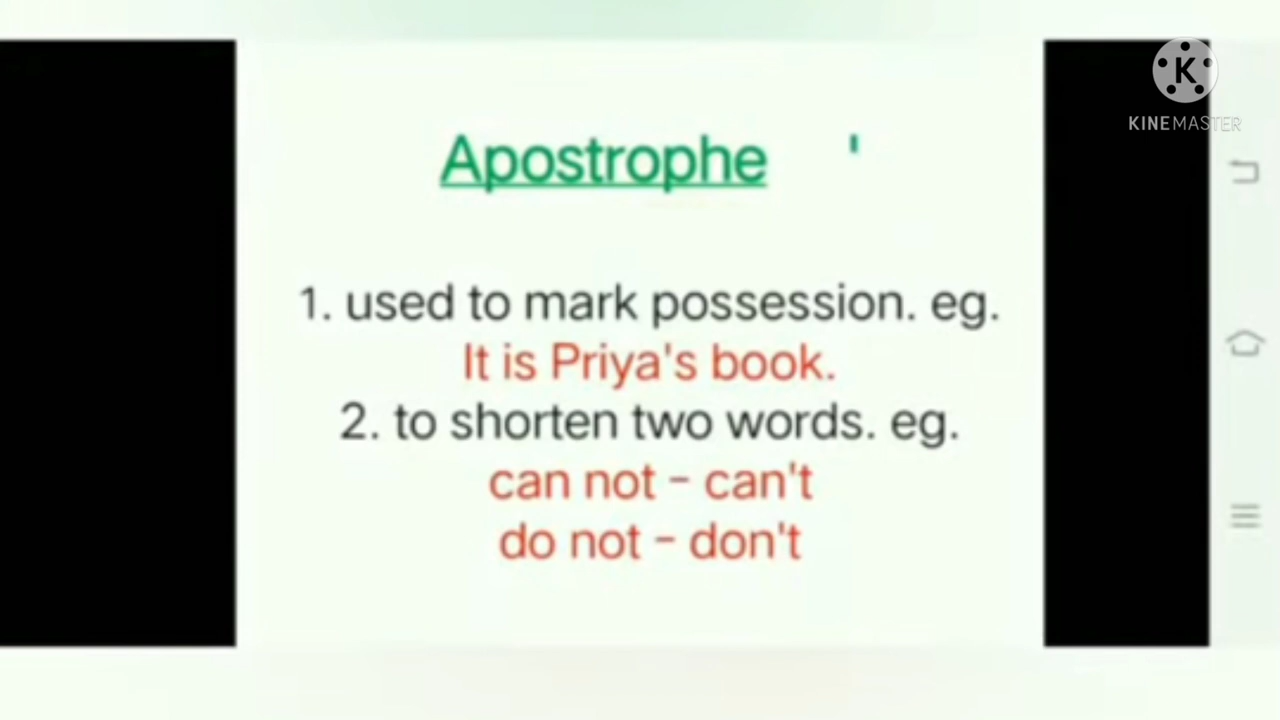 Apostrophe '
1. used to mark possession. eg.
It is Priya's book.
2. to shorten two words. eg.
can not - can't
do not - don't
K
KINEMASTER